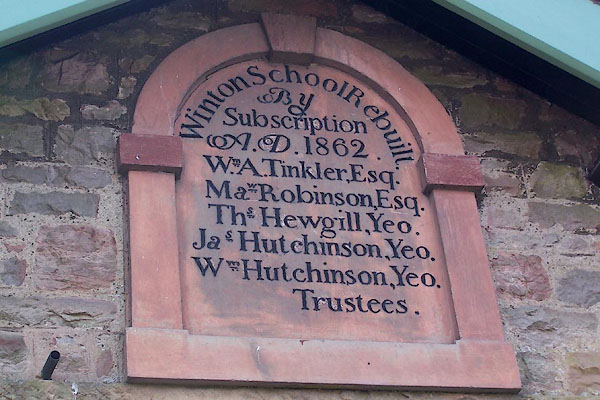 Winton School Rebuilt
By
Subscription
A.D. 1862.
Wm A. Tinkler, Esq.
Maw Robinson, Esq.
Ths Hewgill, Yeo.
Jas Hutchinson, Yeo.
Wm Hutchinson, Yeo.
Trustees.